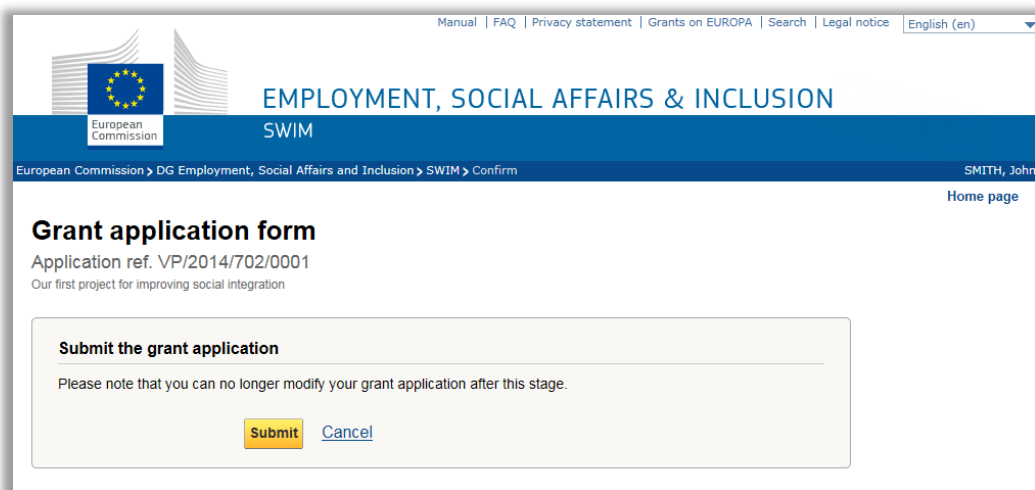 Manual | FAQ | Privacy statement | Grants on EUROPA | Search | Legal notice English (en)
European
Commission
EMPLOYMENT, SOCIAL AFFAIRS & INCLUSION
SWIM
European Commission > DG Employment, Social Affairs and Inclusion > SWIM > Confirm SMITH, John
Home page
Grant application form
Application ref. VP/2014/702/0001
Our first project for improving social integration
Submit the grant application
Please note that you can no longer modify your grant application after this stage.
Submit Cancel